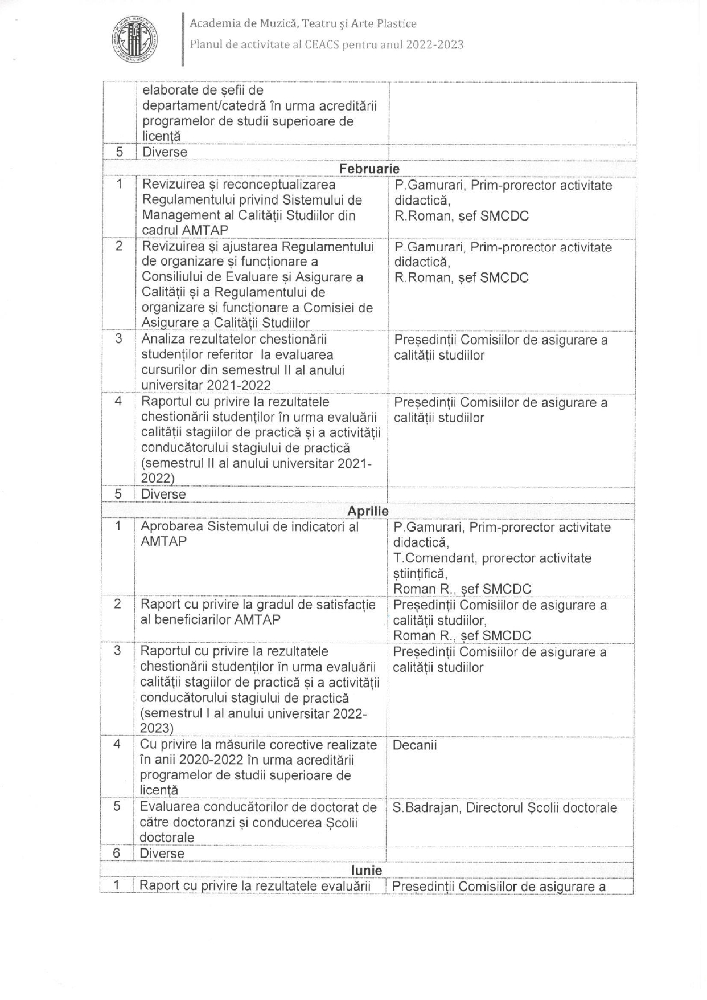 Academia de Muzică, Teatru și Arte Plastice
Planul de activitate al CEACS pentru anul 2022-2023
elaborate de șefii de
departament/catedră în urma acreditării
programelor de studii superioare de
licență
5 Diverse
Februarie
1 Revizuirea și reconceptualizarea
Regulamentului privind Sistemului de
Management al Calității Studiilor din
cadrul AMTAP
P.Gamurari, Prim-prorector activitate
didactică,
R.Roman, șef SMCDC
2 Revizuirea și ajustarea Regulamentului
de organizare și funcționare a
Consiliului de Evaluare și Asigurare a
Calității și a Regulamentului de
organizare și funcționare a Comisiei de
Asigurare a Calității Studiilor
P.Gamurari, Prim-prorector activitate
didactică,
R.Roman, șef SMCDC
3 Analiza rezultatelor chestionării
studenților referitor la evaluarea
cursurilor din semestrul II al anului
universitar 2021-2022
Președinții Comisiilor de asigurare a
calității studiilor
4 Raportul cu privire la rezultatele
chestionării studenților în urma evaluării
calității stagiilor de practică și a activității
conducătorului stagiului de practică
(semestrul II al anului universitar 2021-
2022)
Președinții Comisiilor de asigurare a
calității studiilor
5 Diverse
Aprilie
1 Aprobarea Sistemului de indicatori al
AMTAP
P.Gamurari, Prim-prorector activitate
didactică,
T.Comendant, prorector activitate
științifică,
Roman R., șef SMCDC
2 Raport cu privire la gradul de satisfacție
al beneficiarilor AMTAP
Președinții Comisiilor de asigurare a
calității studiilor,
Roman R., șef SMCDC
3 Raportul cu privire la rezultatele
chestionării studenților în urma evaluării
calității stagiilor de practică și a activității
conducătorului stagiului de practică
(semestrul I al anului universitar 2022-
2023)
Președinții Comisiilor de asigurare a
calității studiilor
4 Cu privire la măsurile corective realizate
în anii 2020-2022 în urma acreditării
programelor de studii superioare de
licență
Decanii
5 Evaluarea conducătorilor de doctorat de
către doctoranzi și conducerea Școlii
doctorale
S.Badrajan, Directorul Școlii doctorale
6 Diverse
Iunie
1 Raport cu privire la rezultatele evaluării
Președinții Comisiilor de asigurare a